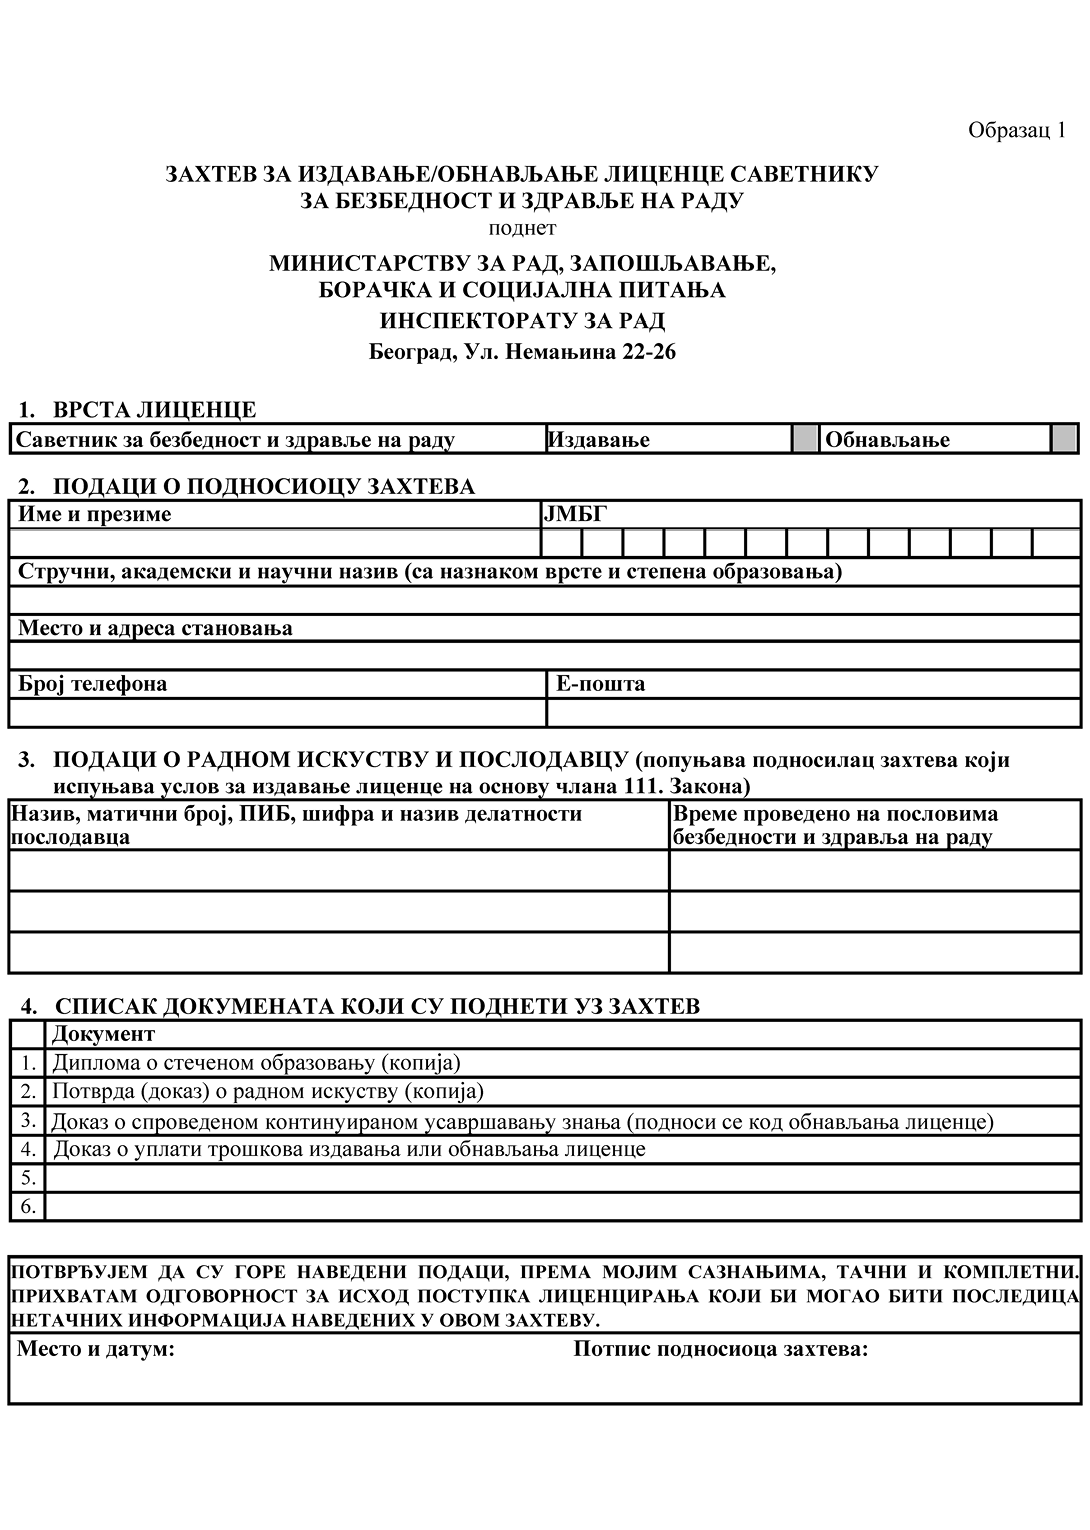 Образац 1
ЗАХТЕВ ЗА ИЗДАВАЊЕ/ОБНАВЉАЊЕ ЛИЦЕНЦЕ САВЕТНИКУ
ЗА БЕЗБЕДНОСТ И ЗДРАВЉЕ НА РАДУ
поднет
МИНИСТАРСТВУ ЗА РАД, ЗАПОШЉАВАЊЕ,
БОРАЧКА И СОЦИЈАЛНА ПИТАЊА
ИНСПЕКТОРАТУ ЗА РАД
Београд, Ул. Немањина 22-26
1. ВРСТА ЛИЦЕНЦЕ
Саветник за безбедност и здравље на раду Издавање Обнављање
2. ПОДАЦИ О ПОДНОСИОЦУ ЗАХТЕВА
Име и презиме ЈМБГ
Стручни, академски и научни назив (са назнаком врсте и степена образовања)
Место и адреса становања
Број телефона Е-пошта
3. ПОДАЦИ О РАДНОМ ИСКУСТВУ И ПОСЛОДАВЦУ (попуњава подносилац захтева који
испуњава услов за издавање лиценце на основу члана 111. Закона)
Назив, матични број, ПИБ, шифра и назив делатности
послодавца
Време проведено на пословима
безбедности и здравља на раду
4. СПИСАК ДОКУМЕНАТА КОЈИ СУ ПОДНЕТИ УЗ ЗАХТЕВ
Документ
1. Диплома о стеченом образовању (копија)
2. Потврда (доказ) о радном искуству (копија)
3. Доказ о спроведеном континуираном усавршавању знања (подноси се код обнављања лиценце)
4. Доказ о уплати трошкова издавања или обнављања лиценце
5.
6.
ПОТВРЂУЈЕМ ДА СУ ГОРЕ НАВЕДЕНИ ПОДАЦИ, ПРЕМА МОЈИМ САЗНАЊИМА, ТАЧНИ И КОМПЛЕТНИ.
ПРИХВАТАМ ОДГОВОРНОСТ ЗА ИСХОД ПОСТУПКА ЛИЦЕНЦИРАЊА КОЈИ БИ МОГАО БИТИ ПОСЛЕДИЦА
НЕТАЧНИХ ИНФОРМАЦИЈА НАВЕДЕНИХ У ОВОМ ЗАХТЕВУ.
Место и датум: Потпис подносиоца захтева: